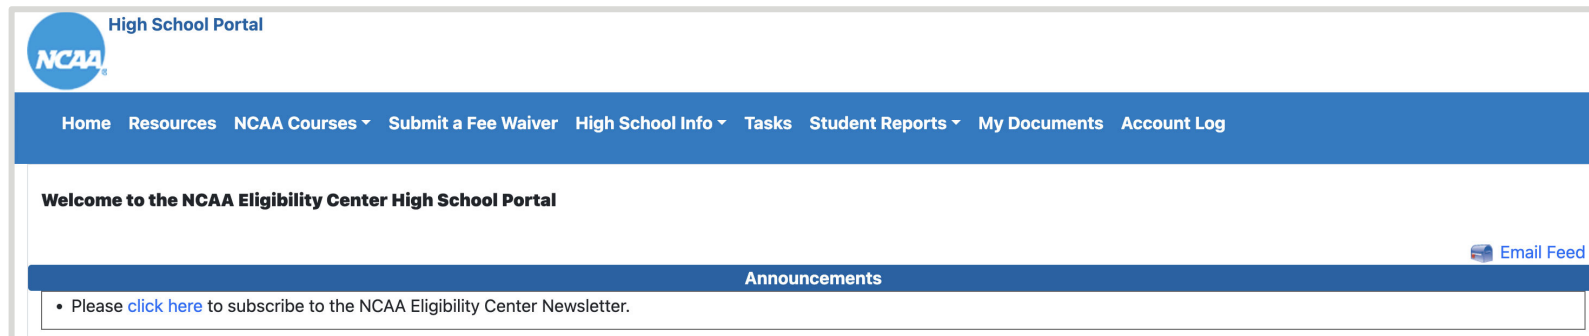 High School Portal
NCAA
Home Resources NCAA Courses Submit a Fee Waiver High School Info Tasks Student Reports My Documents Account Log
Welcome to the NCAA Eligibility Center High School Portal
Email Feed
Announcements
• Please click here to subscribe to the NCAA Eligibility Center Newsletter.